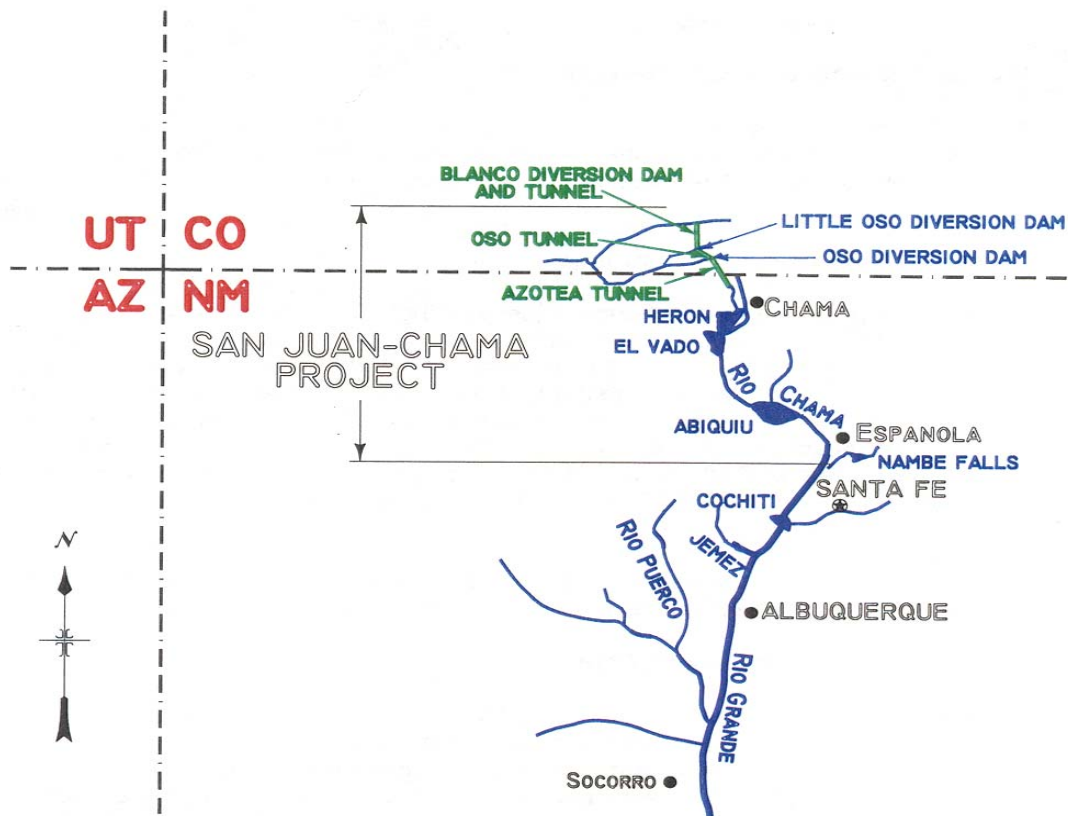 BLANCO DIVERSION DAM
AND TUNNEL
LITTLE OSO DIVERSION DAM
UT CO
OSO TUNNEL
OSO DIVERSION DAM
AZ NM
AZOTEA TUNNEL
CHAMA
HERON
SAN JUAN-CHAMA
PROJECT
EL VADO
RIO CHAMA
ABIQUIU
ESPANOLA
NAMBE FALLS
SANTA FE
COCHITI
N
RIO PUERCO
JEMEZ
ALBUQUERQUE
RIO GRANDE
SOCORRO